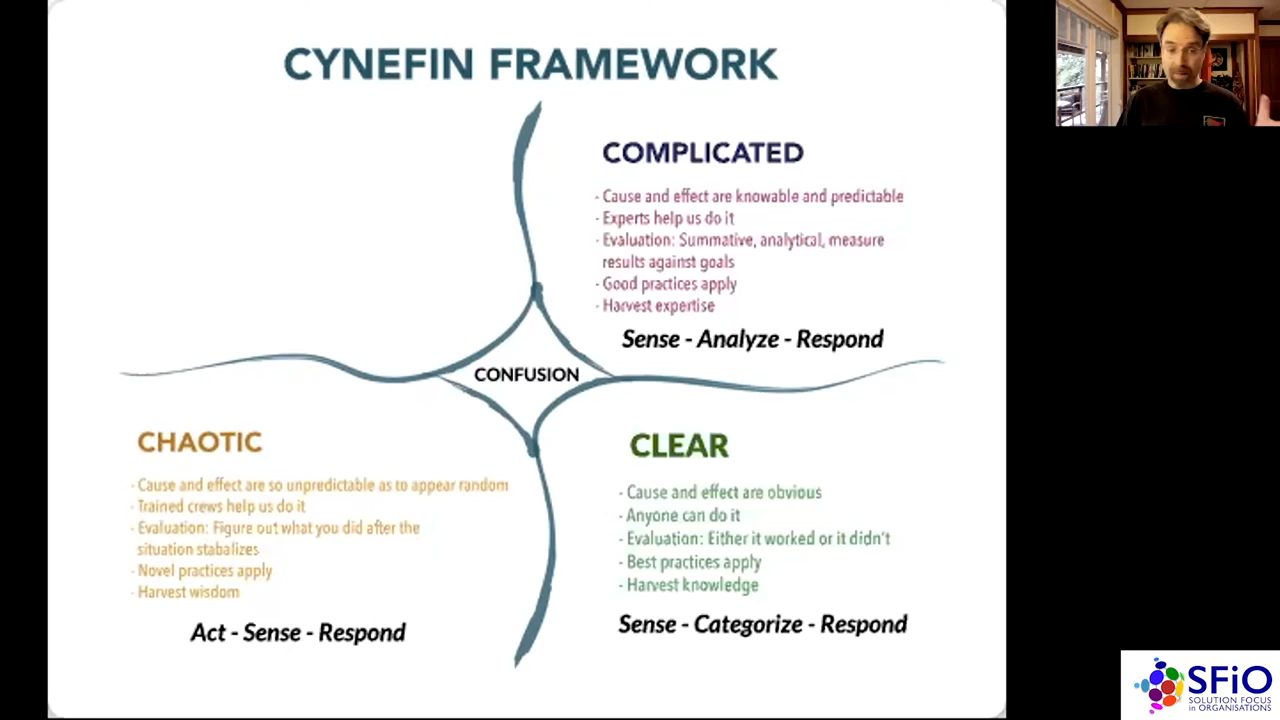 CYNEFIN FRAMEWORK
COMPLICATED
- Cause and effect are knowable and predictable
- Experts help us do it
- Evaluation: Summative, analytical, measure
results against goals
- Good practices apply
- Harvest expertise
Sense - Analyze - Respond
CONFUSION
CHAOTIC
- Cause and effect are so unpredictable as to appear random
- Trained crews help us do it
- Evaluation: Figure out what you did after the
situation stabalizes
- Novel practices apply
- Harvest wisdom
Act - Sense - Respond
CLEAR
- Cause and effect are obvious
- Anyone can do it
- Evaluation: Either it worked or it didn't
- Best practices apply
- Harvest knowledge
Sense - Categorize - Respond
SFiO
SOLUTION FOCUS
in ORGANISATIONS